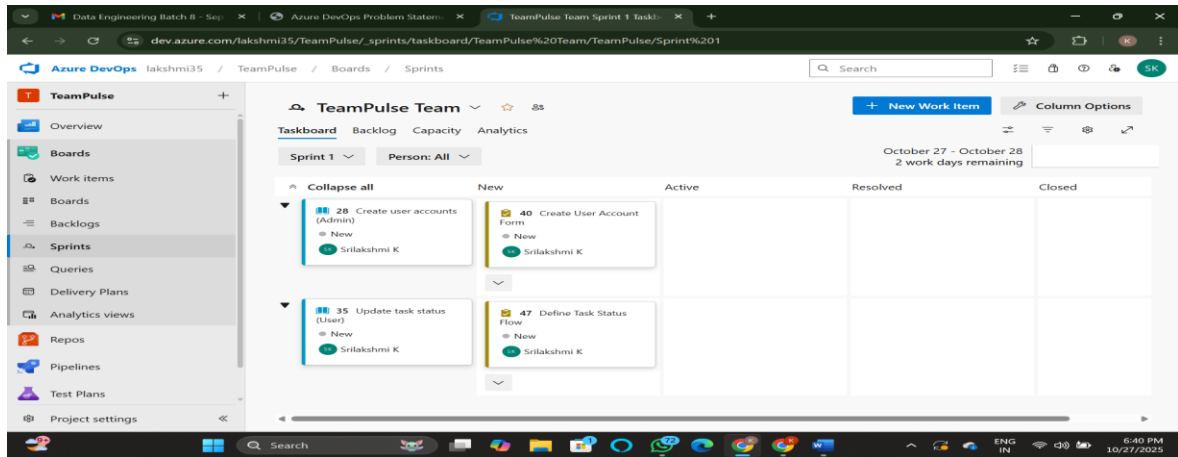 Data Engineering Batch 8 - Sep
Azure DevOps Problem Statem
TeamPulse Team Sprint 1 Taskb
dev.azure.com/lakshmi35/TeamPulse/_sprints/taskboard/TeamPulse%20Team/TeamPulse/Sprint%201
K
Azure DevOps lakshmi35 / TeamPulse / Boards / Sprints
Search
SK
T TeamPulse
Overview
Boards
Work items
Boards
Backlogs
Sprints
Queries
Delivery Plans
Analytics views
Repos
Pipelines
Test Plans
Project settings
TeamPulse Team
New Work Item
Column Options
Taskboard Backlog Capacity Analytics
Sprint 1
Person: All
October 27 - October 28
2 work days remaining
Collapse all New Active Resolved Closed
28 Create user accounts
(Admin)
New
SK Srilakshmi K
40 Create User Account
Form
New
SK Srilakshmi K
35 Update task status
(User)
New
SK Srilakshmi K
47 Define Task Status
Flow
New
SK Srilakshmi K
Search
72
ENG
IN
6:40 PM
10/27/2025